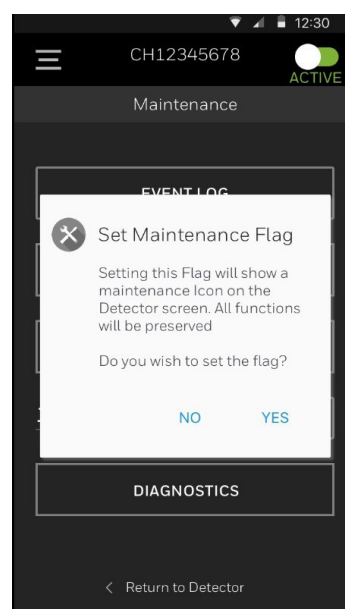 12:30
CH12345678
ACTIVE
Maintenance
EVENT LOG
Set Maintenance Flag
Setting this Flag will show a
maintenance Icon on the
Detector screen. All functions
will be preserved
Do you wish to set the flag?
NO YES
DIAGNOSTICS
< Return to Detector